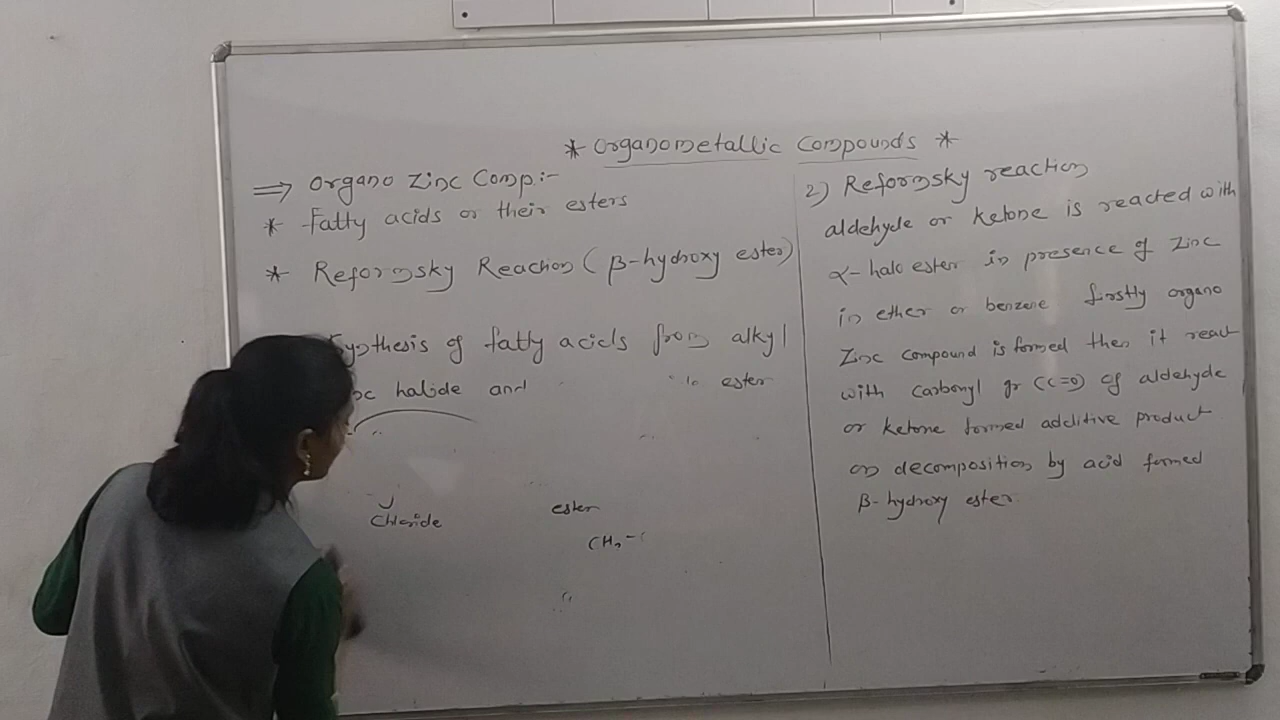 * Organometallic Compounds *
⇒ Organo Zinc Comp:-
* Fatty acids or their esters
* Reformsky Reaction (β-hydroxy ester)
synthesis of fatty acids from alkyl
halide and ester
Chloride ester
CH₂-
2) Reformsky reaction
aldehyde or ketone is reacted with
α-halo ester in presence of Zinc
in ether or benzene firstly organo
Zinc compound is formed then it react
with carbonyl gr (C=O) of aldehyde
or ketone formed additive product
on decomposition by acid formed
β-hydroxy ester.